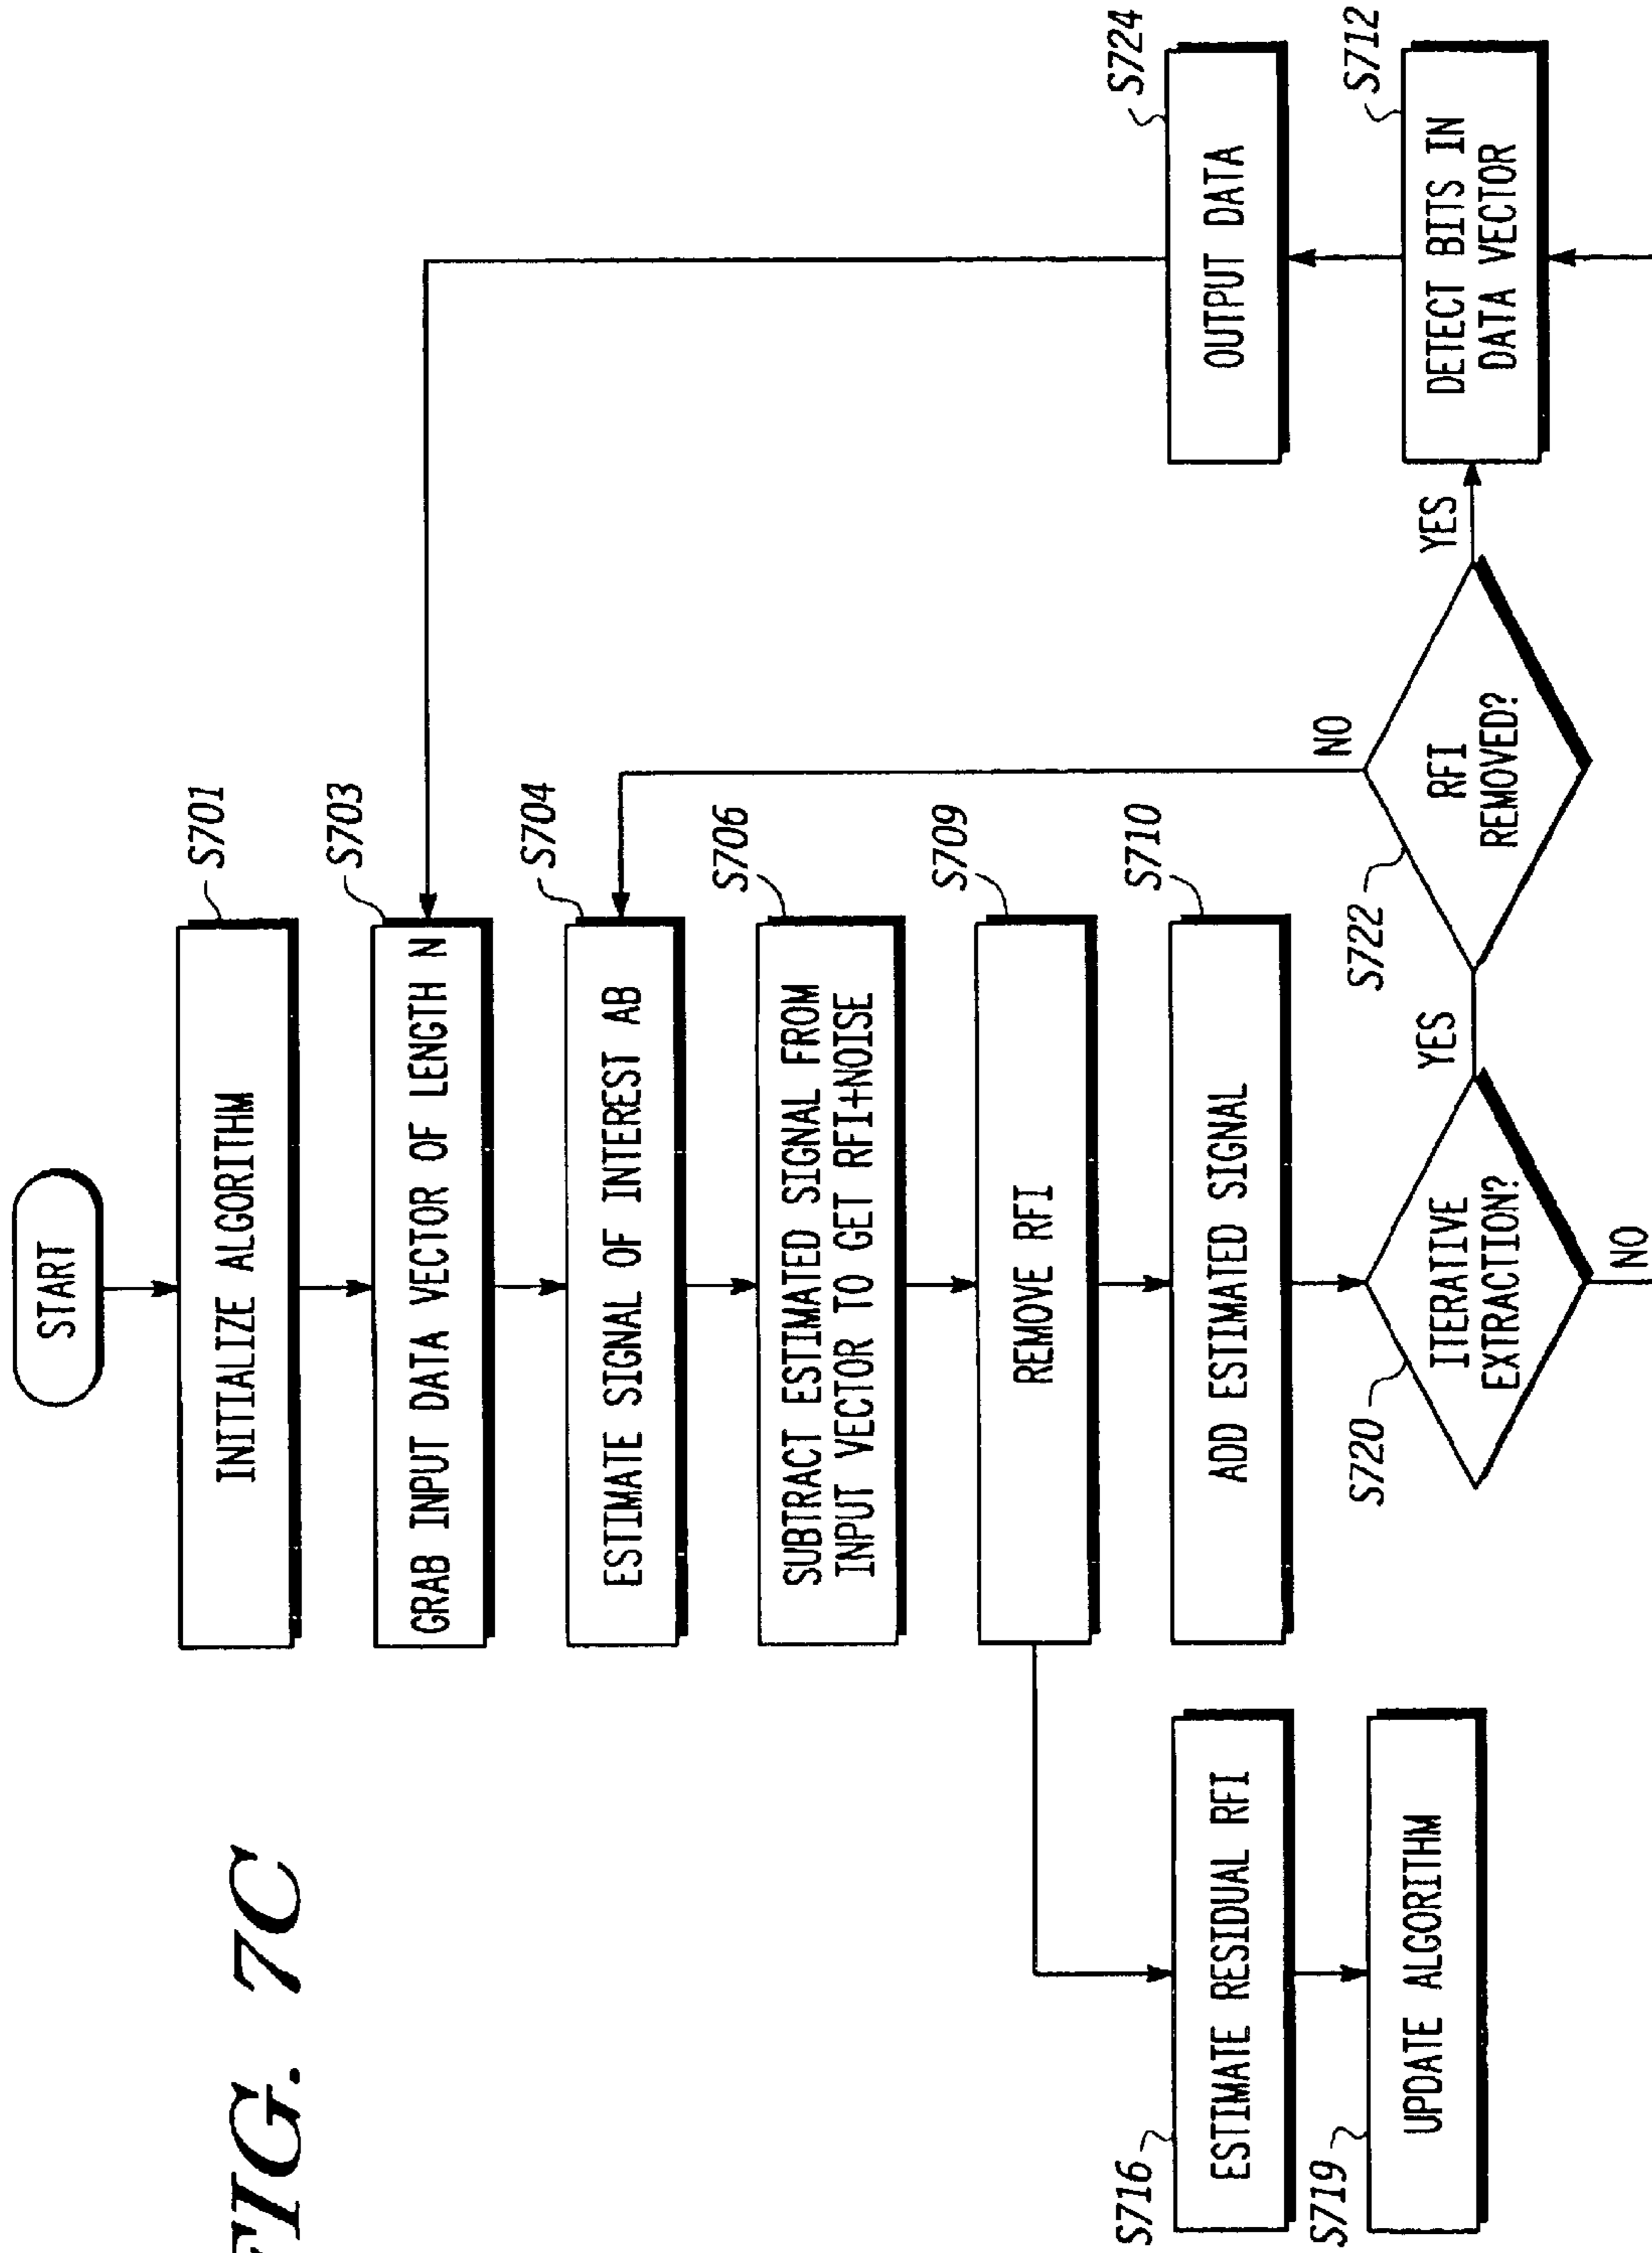 FIG. 7C
START
INITIALIZE ALGORITHM
S701
GRAB INPUT DATA VECTOR OF LENGTH N
S703
ESTIMATE SIGNAL OF INTEREST AB
S704
SUBTRACT ESTIMATED SIGNAL FROM
INPUT VECTOR TO GET RFI+NOISE
S706
REMOVE RFI
S709
ADD ESTIMATED SIGNAL
S710
S716
ESTIMATE RESIDUAL RFI
S719
UPDATE ALGORITHM
S720
ITERATIVE
EXTRACTION?
YES
NO
S722
RFI
REMOVED?
NO
YES
OUTPUT DATA
S724
DETECT BITS IN
DATA VECTOR
S712